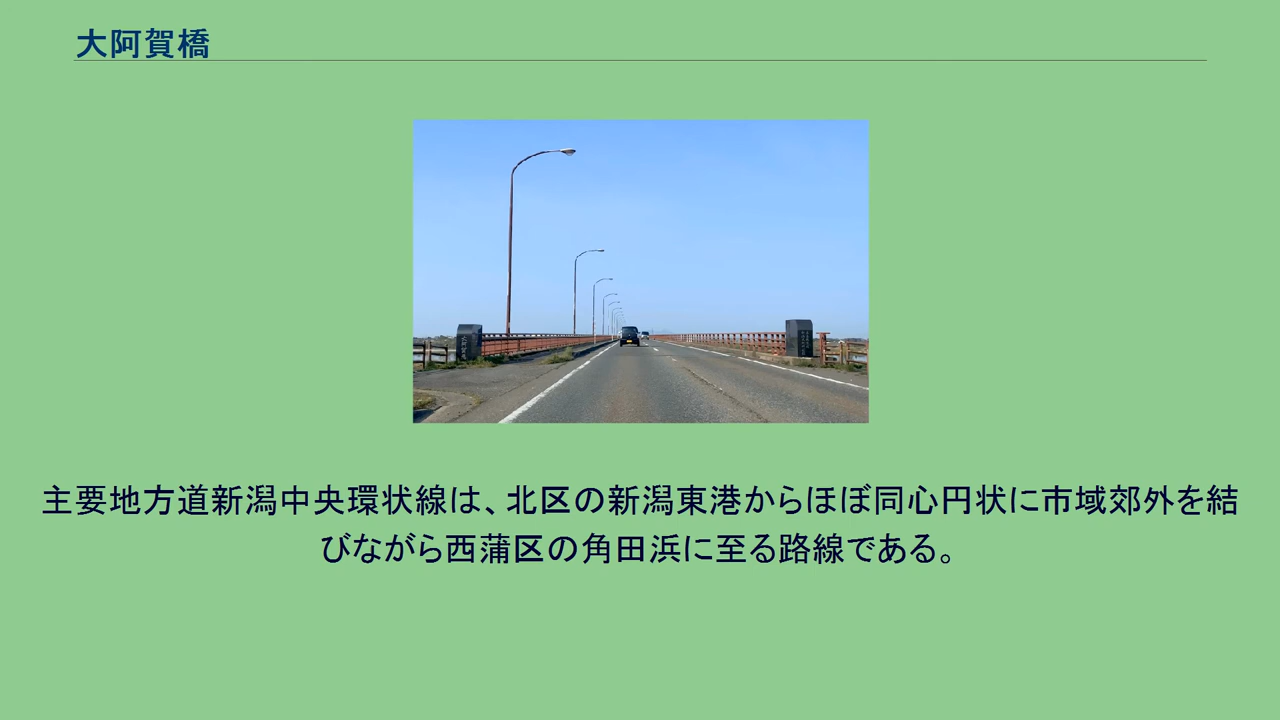 大阿賀橋
主要地方道新潟中央環状線は、北区の新潟東港からほぼ同心円状に市域郊外を結
びながら西蒲区の角田浜に至る路線である。